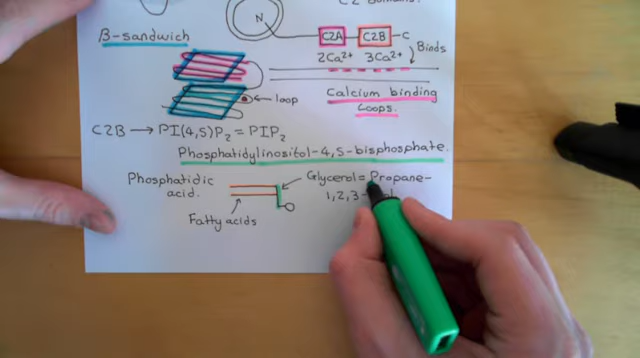 C2 domains.
N
C2A C2B C
2Ca²⁺ 3Ca²⁺
Binds
β-sandwich
Calcium binding
loops.
loop
C2B → PI(4,5)P₂ = PIP₂
Phosphatidylinositol-4,5-bisphosphate.
Phosphatidic
acid.
Glycerol = Propane-
1,2,3-
Fatty acids